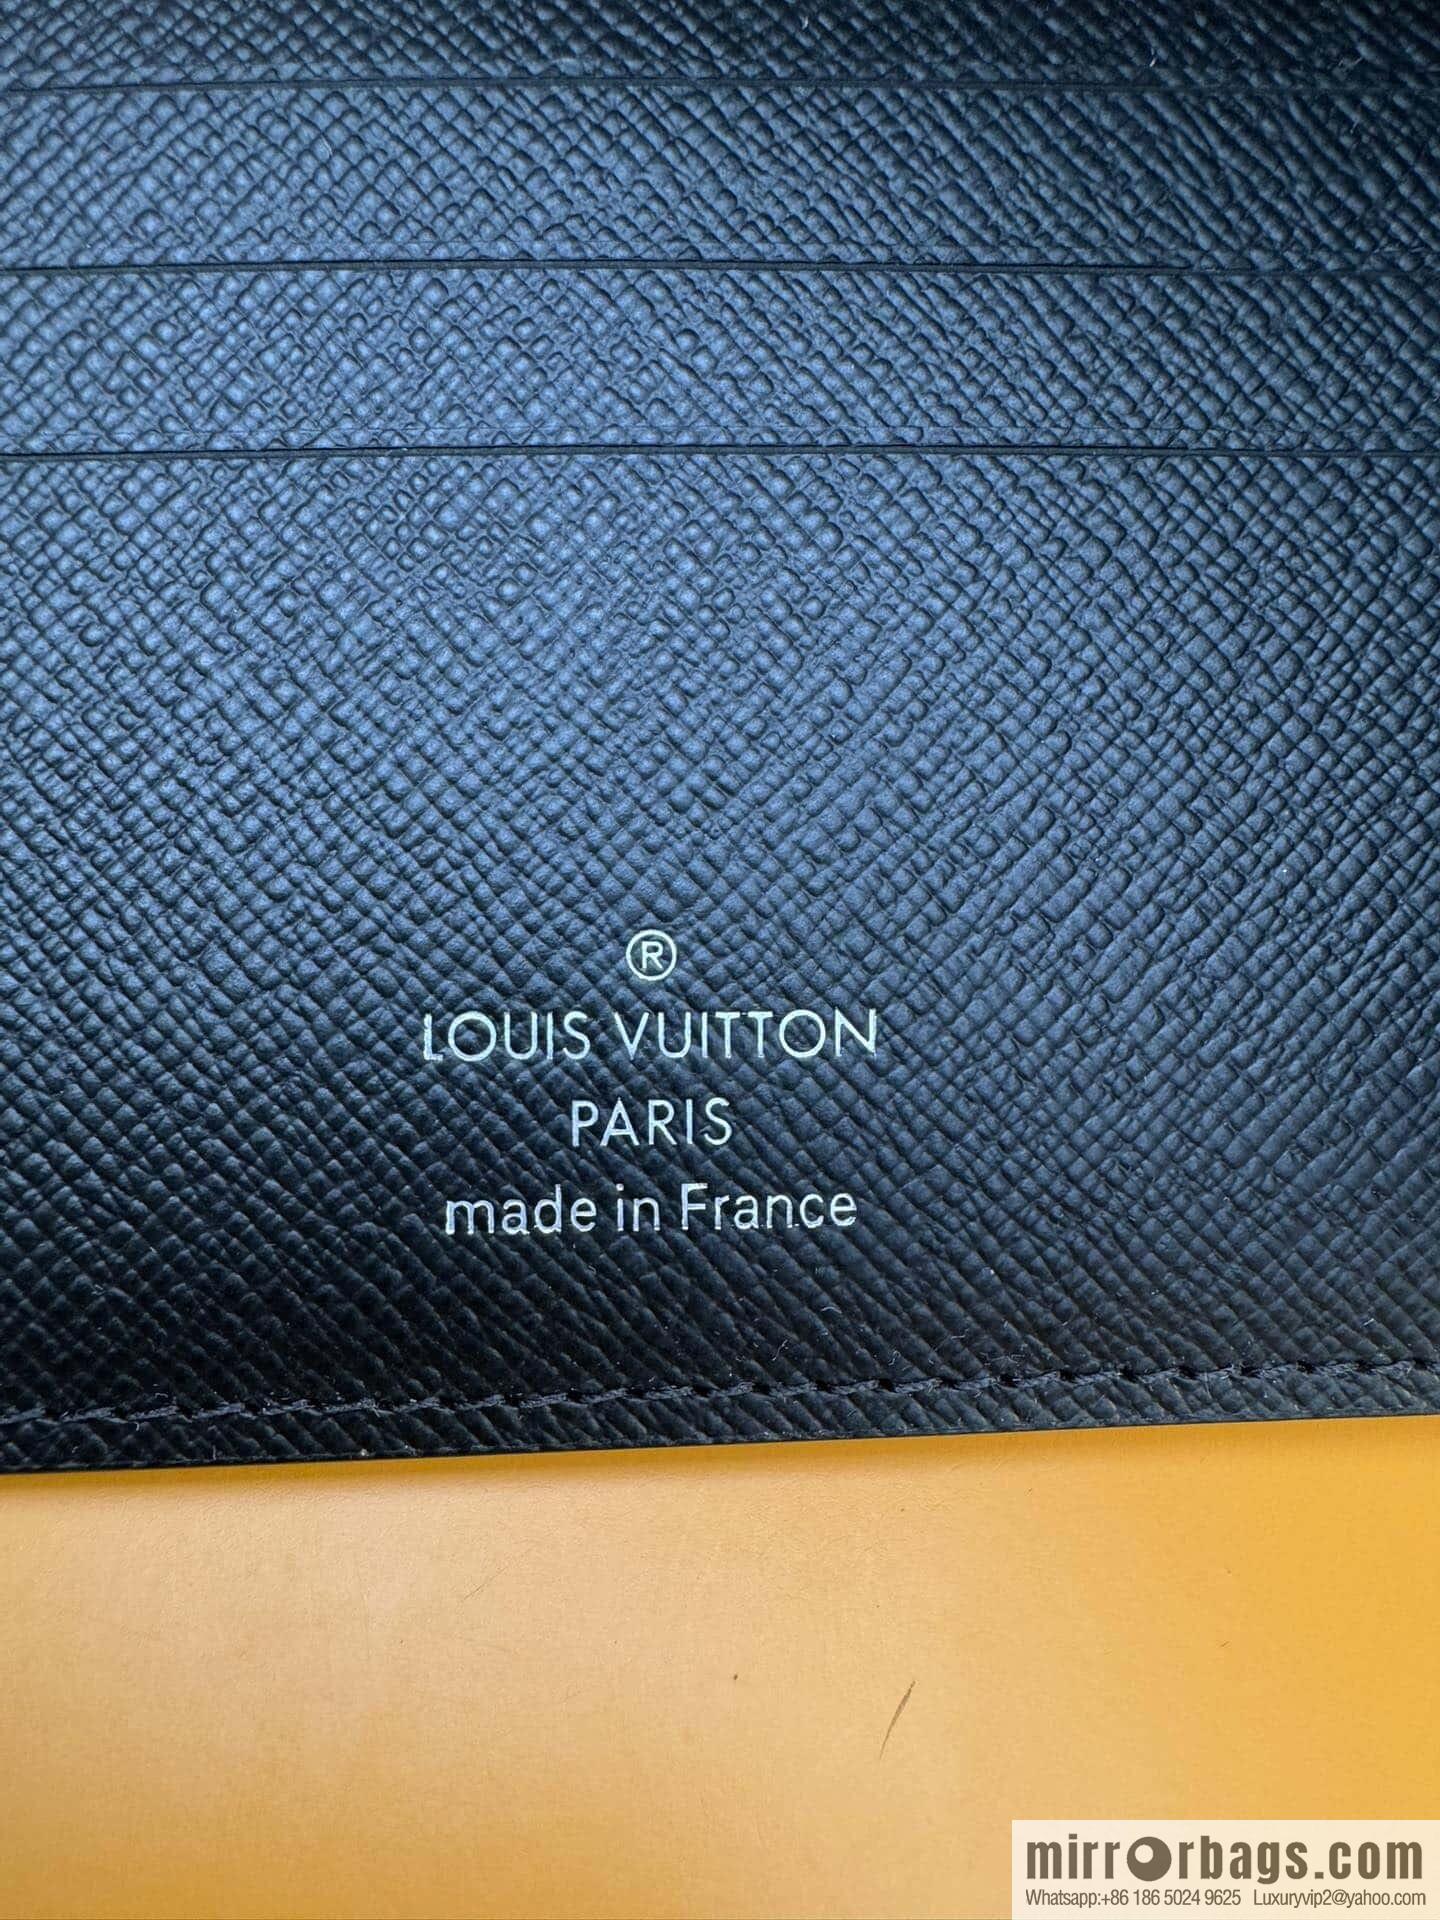 ®
LOUIS VUITTON
PARIS
made in France
mirrorbags.com
Whatsapp:+86 186 5024 9625 Luxuryvip2@yahoo.com